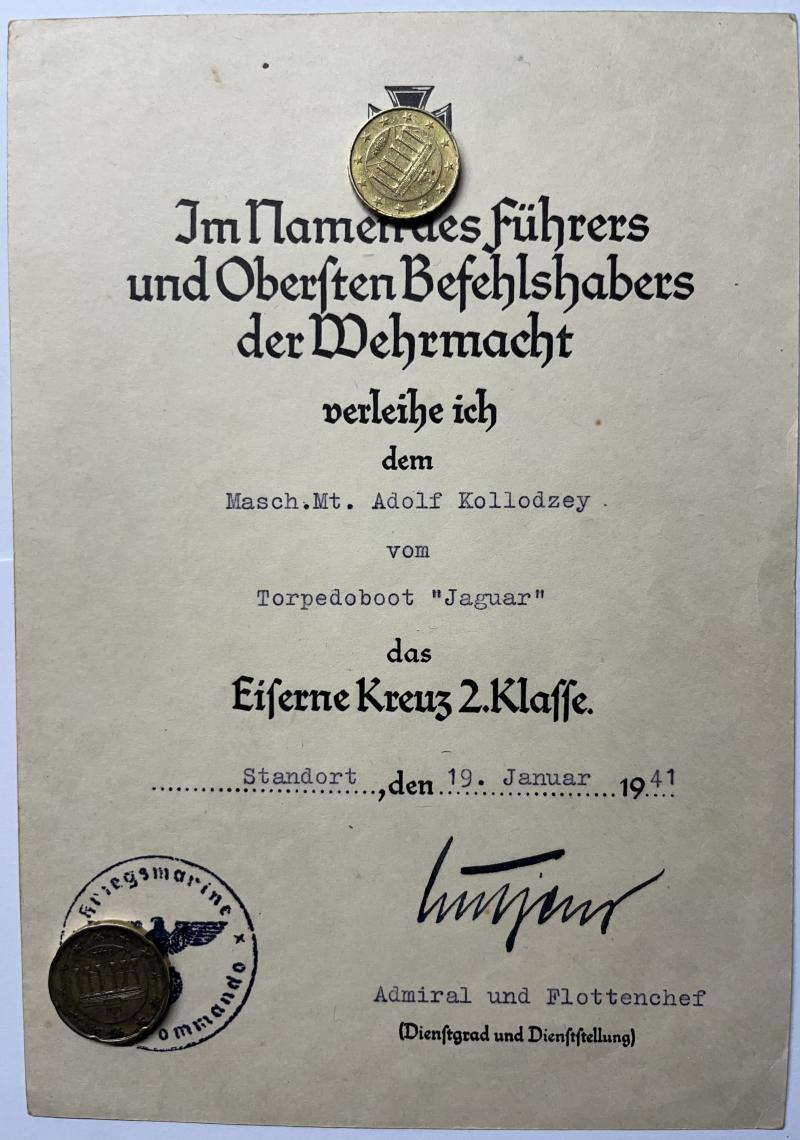 Im Namen des Führers
und Oberſten Befehlshabers
der Wehrmacht
verleihe ich
dem
Masch.Mt. Adolf Kollodzey
vom
Torpedoboot "Jaguar"
das
Eiſerne Kreuz 2.Klaſſe.
Standort, den 19. Januar 1941
Kriegsmarine
Admiral und Flottenchef
(Dienſtgrad und Dienſtſtellung)